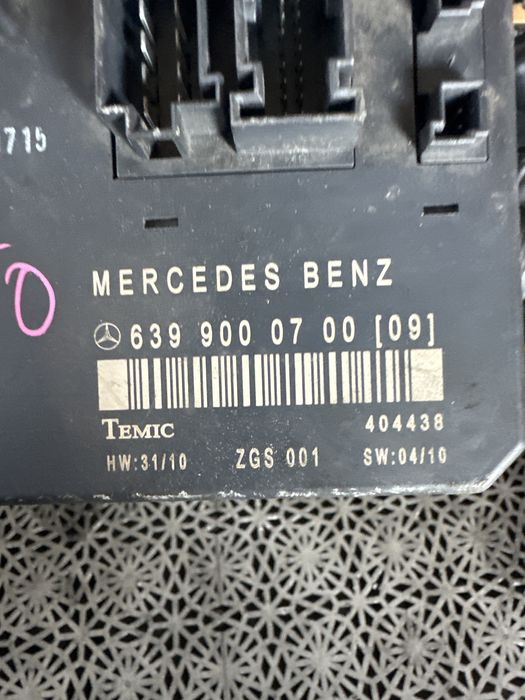 715
O
MERCEDES BENZ
639 900 07 00 [09]
TEMIC 404438
HW:31/10 ZGS 001 SW:04/10